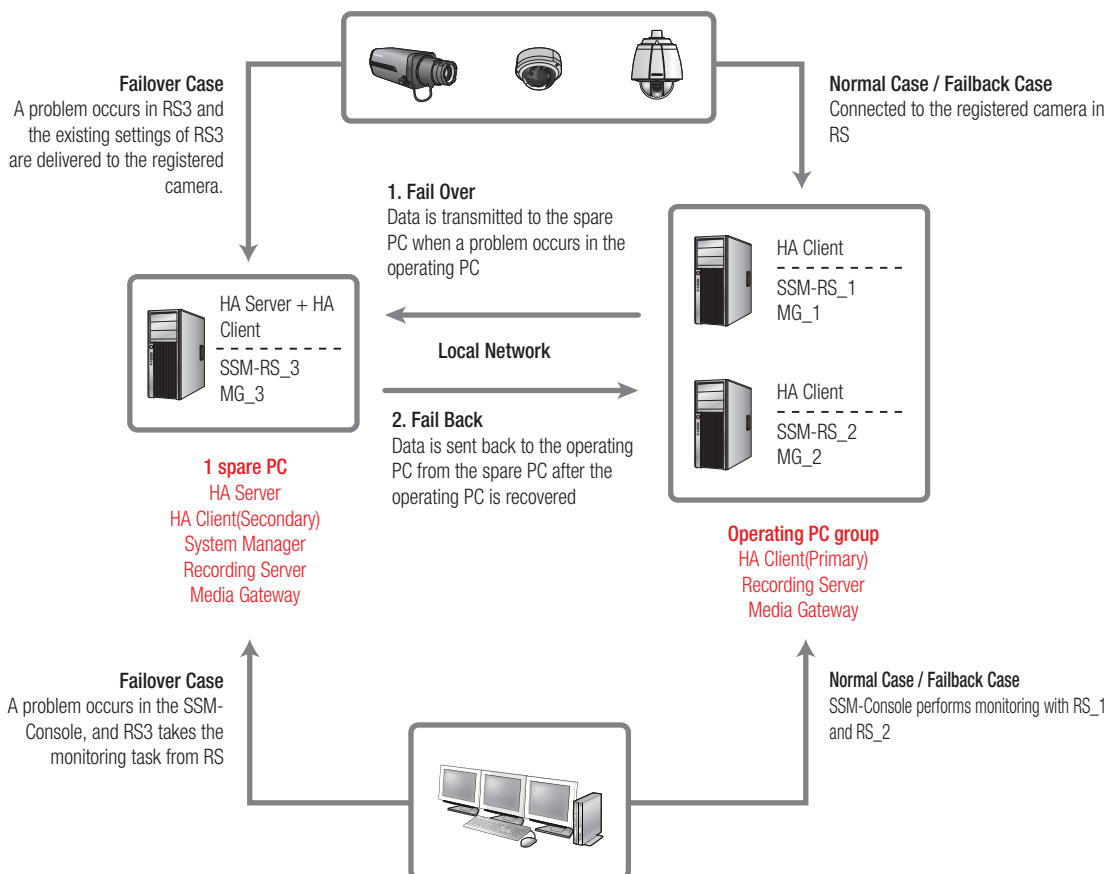 Failover Case
A problem occurs in RS3 and
the existing settings of RS3
are delivered to the registered
camera.
Normal Case / Failback Case
Connected to the registered camera in
RS
1. Fail Over
Data is transmitted to the spare
PC when a problem occurs in the
operating PC
HA Client
SSM-RS_1
MG_1
HA Server + HA
Client
SSM-RS_3
MG_3
Local Network
HA Client
SSM-RS_2
MG_2
2. Fail Back
Data is sent back to the operating
PC from the spare PC after the
operating PC is recovered
1 spare PC
HA Server
HA Client(Secondary)
System Manager
Recording Server
Media Gateway
Operating PC group
HA Client(Primary)
Recording Server
Media Gateway
Failover Case
A problem occurs in the SSM-
Console, and RS3 takes the
monitoring task from RS
Normal Case / Failback Case
SSM-Console performs monitoring with RS_1
and RS_2